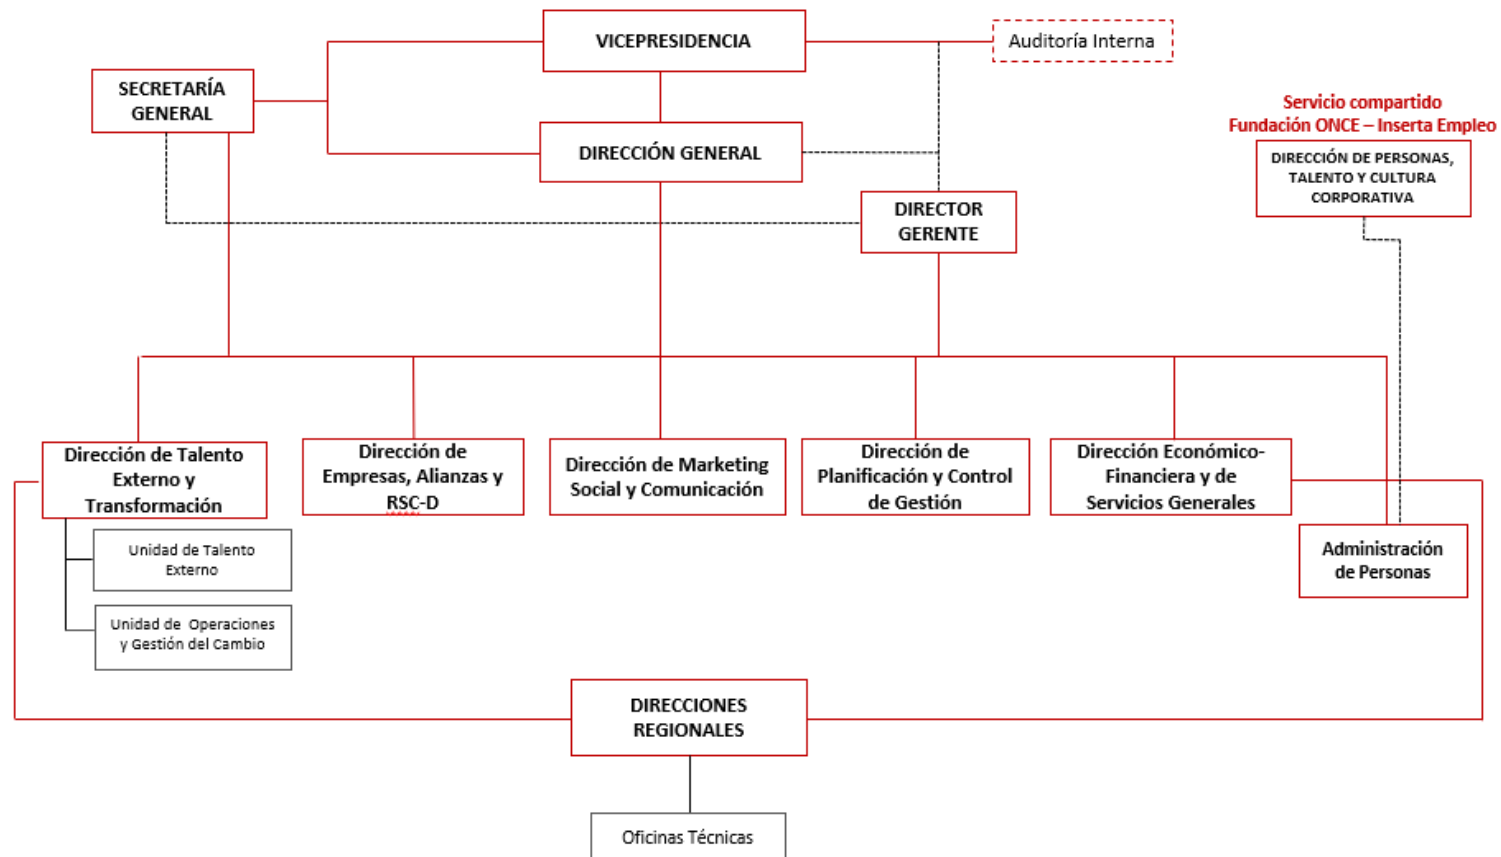 VICEPRESIDENCIA
Auditoría Interna
SECRETARÍA
GENERAL
Servicio compartido
Fundación ONCE – Inserta Empleo
DIRECCIÓN GENERAL
DIRECCIÓN DE PERSONAS,
TALENTO Y CULTURA
CORPORATIVA
DIRECTOR
GERENTE
Dirección de Talento
Externo y
Transformación
Dirección de
Empresas, Alianzas y
RSC-D
Dirección de Marketing
Social y Comunicación
Dirección de
Planificación y Control
de Gestión
Dirección Económico-
Financiera y de
Servicios Generales
Administración
de Personas
Unidad de Talento
Externo
Unidad de Operaciones
y Gestión del Cambio
DIRECCIONES
REGIONALES
Oficinas Técnicas